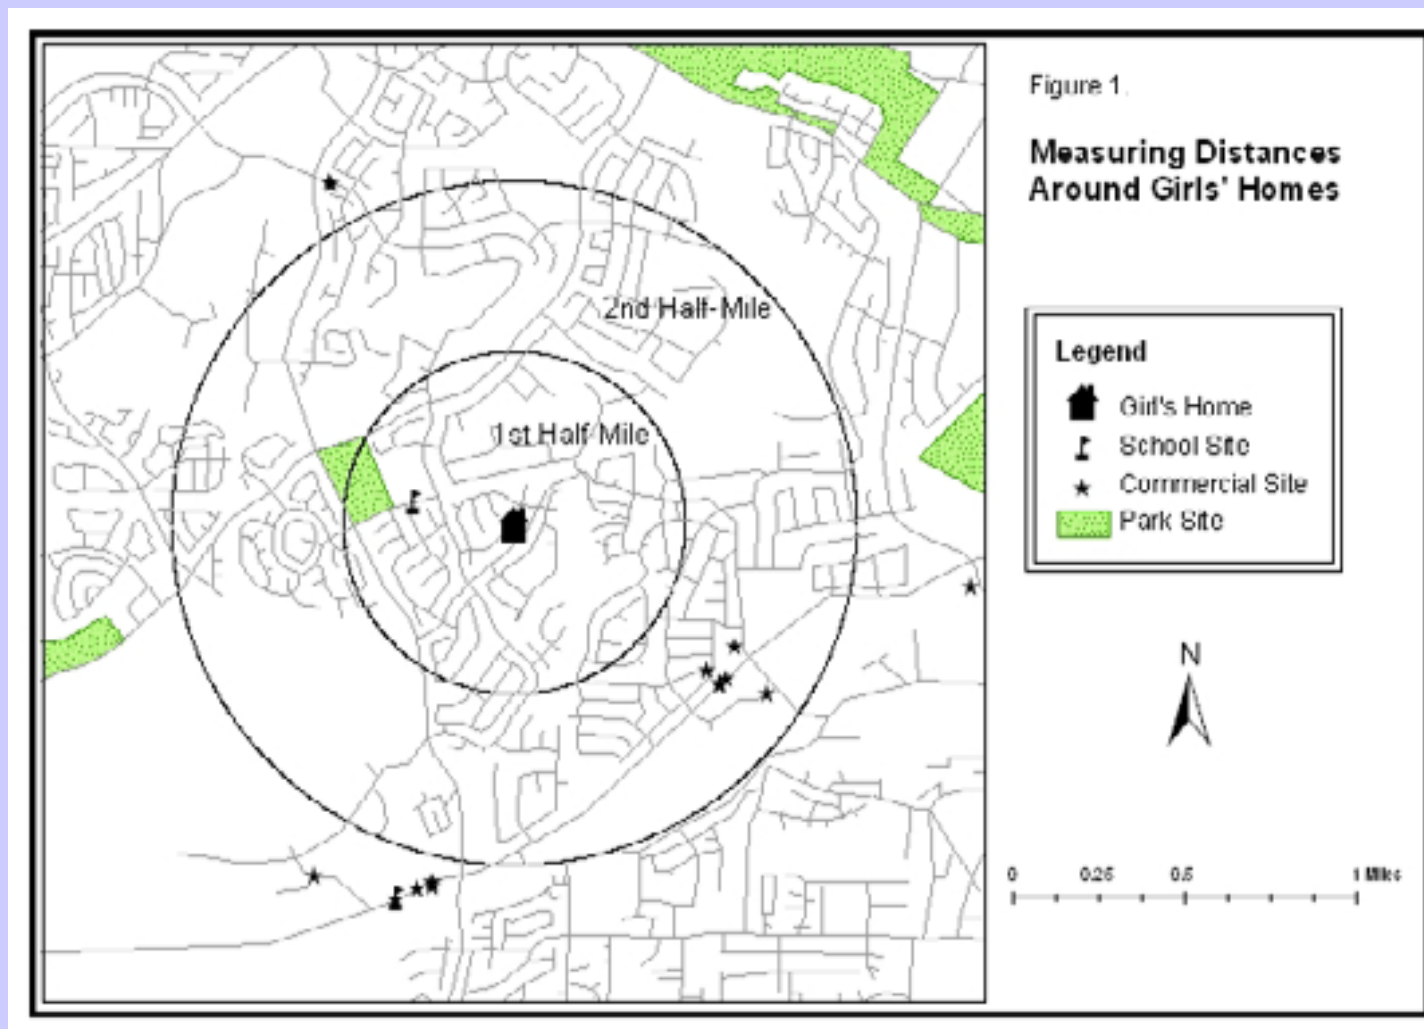 Figure 1.
Measuring Distances
Around Girls' Homes
2nd Half-Mile
1st Half-Mile
Legend
Girl's Home
School Site
Commercial Site
Park Site
N
0 0.25 0.5 1 Miles